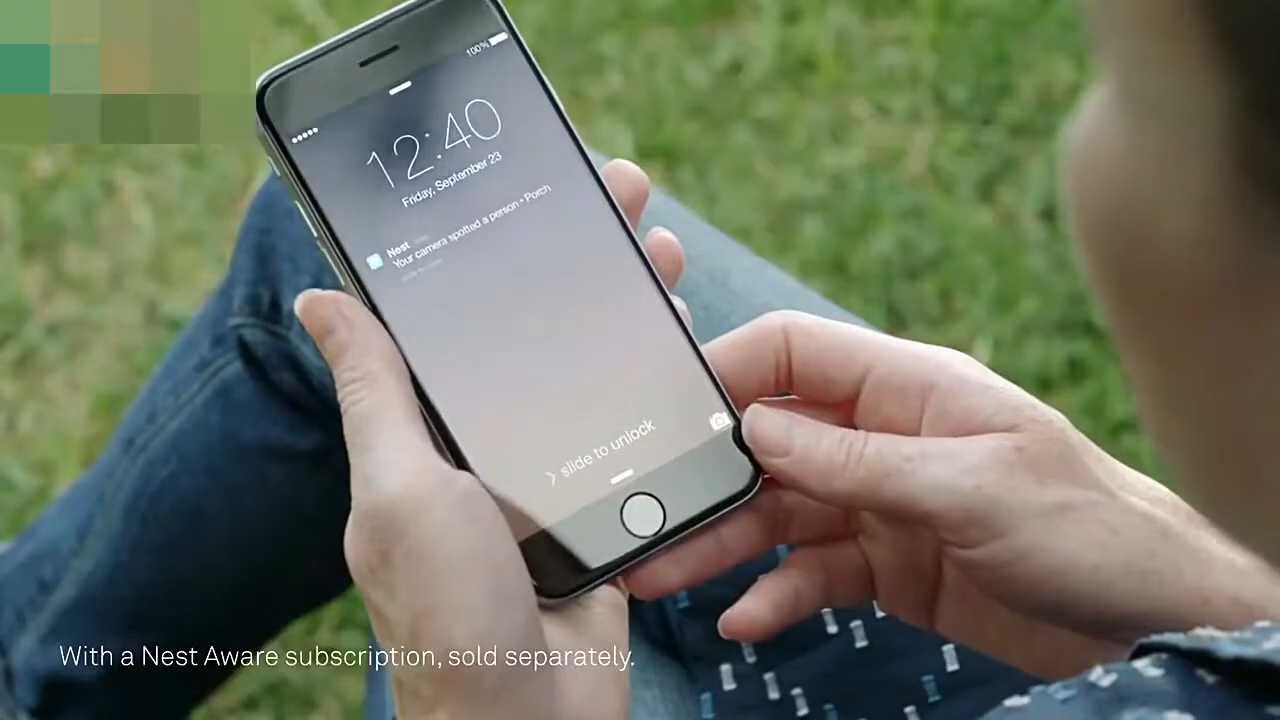 100%
12:40
Friday, September 23
Nest
Your camera spotted a person • Porch
slide to unlock
With a Nest Aware subscription, sold separately.